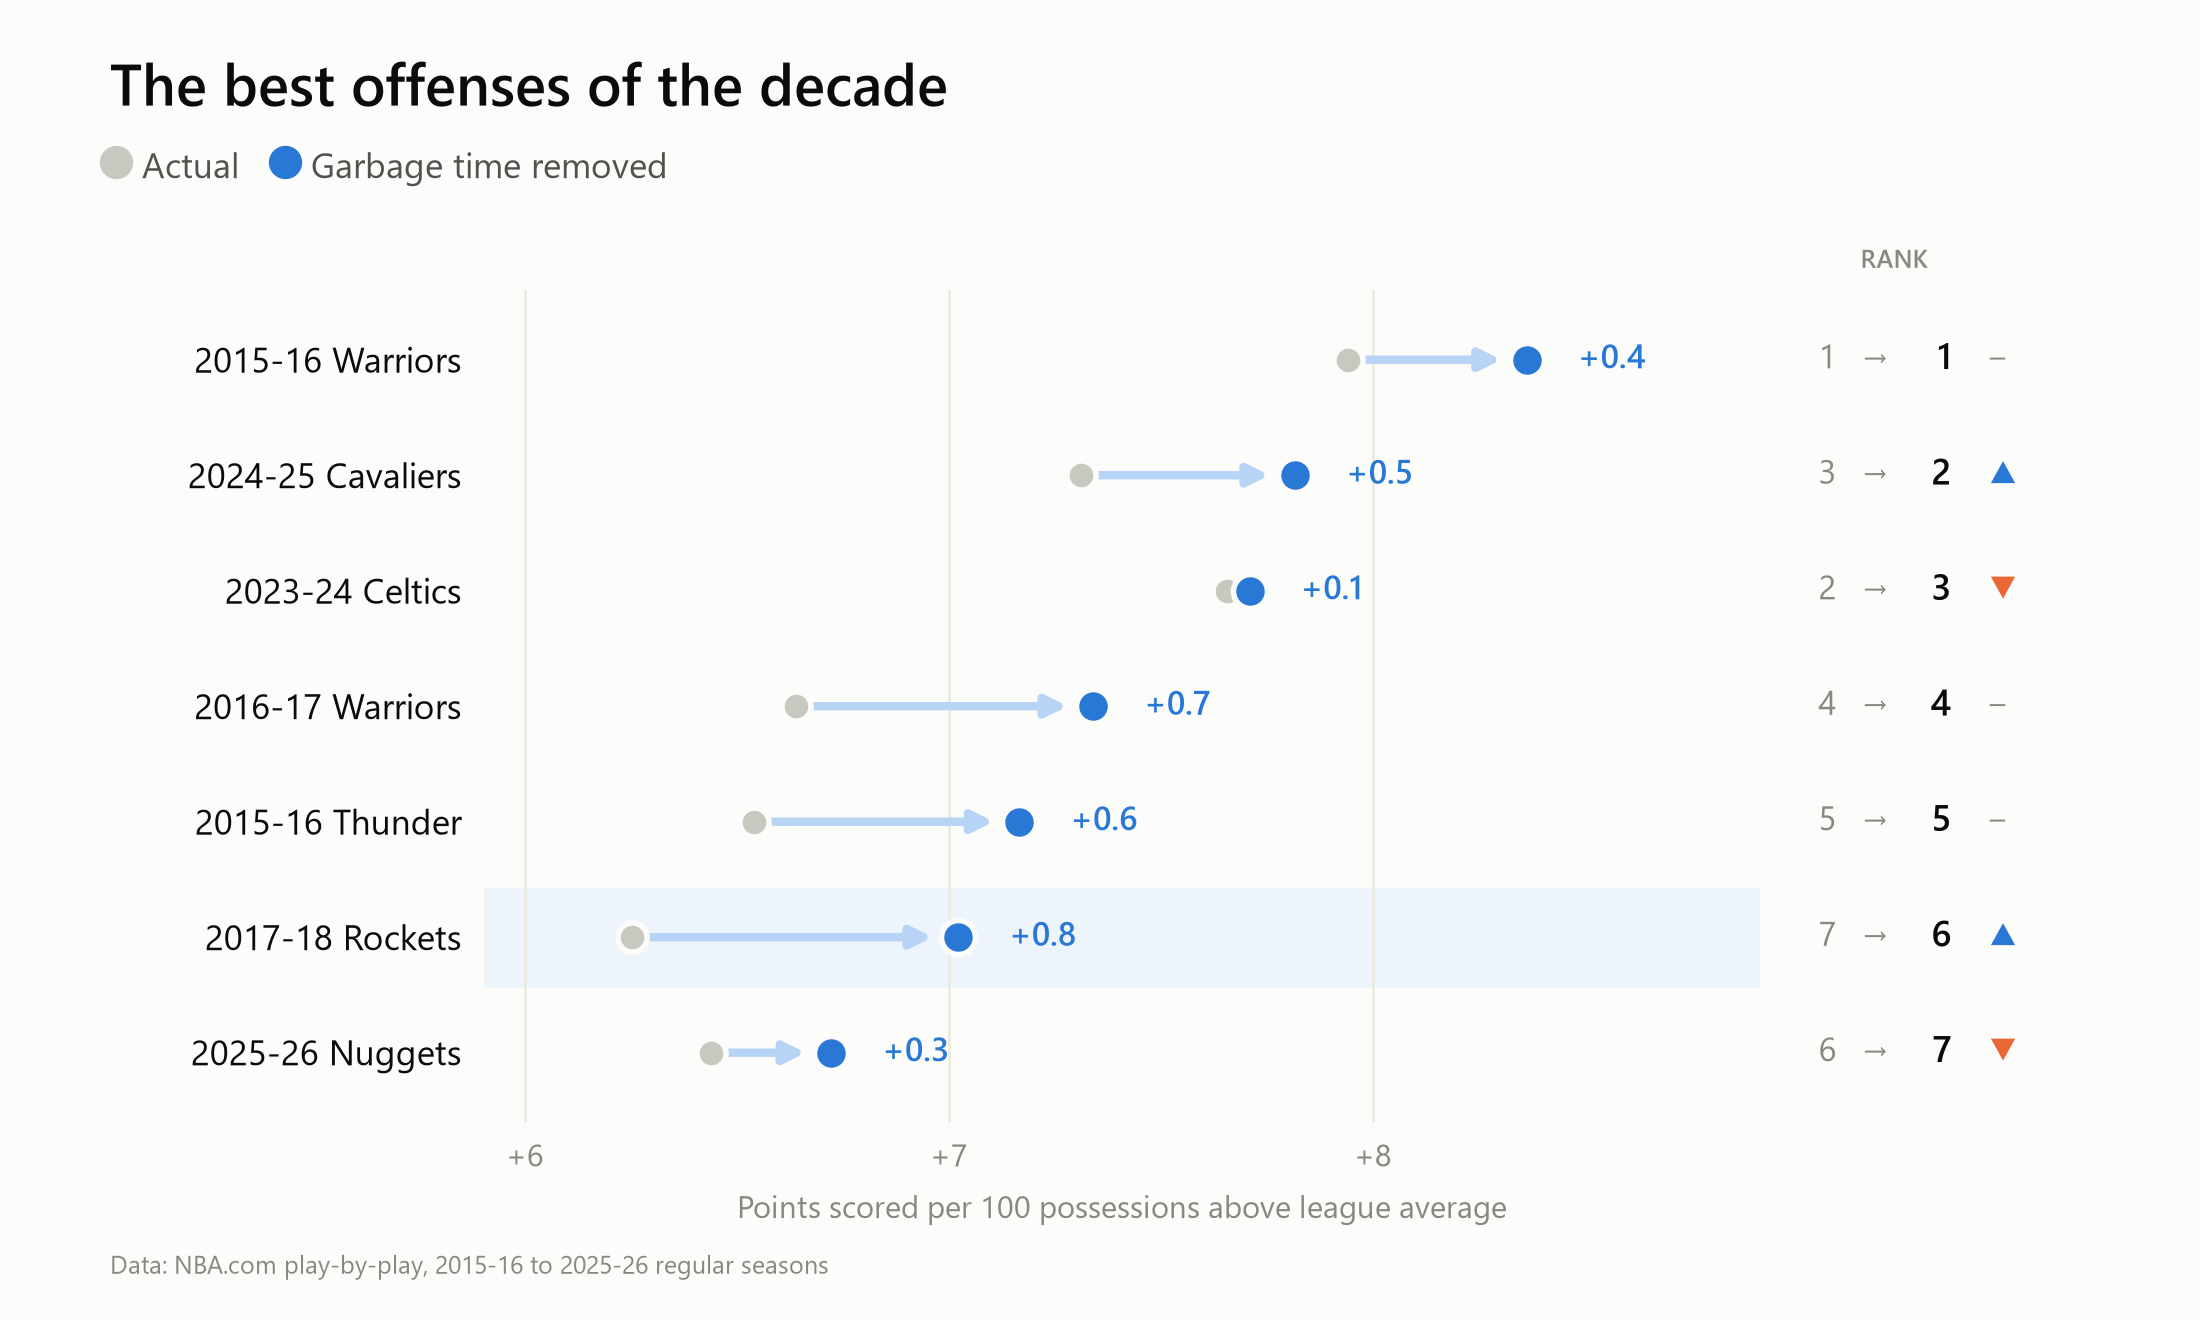 The best offenses of the decade
Actual Garbage time removed
RANK
2015-16 Warriors +0.4 1 → 1 –
2024-25 Cavaliers +0.5 3 → 2 ▲
2023-24 Celtics +0.1 2 → 3 ▼
2016-17 Warriors +0.7 4 → 4 –
2015-16 Thunder +0.6 5 → 5 –
2017-18 Rockets +0.8 7 → 6 ▲
2025-26 Nuggets +0.3 6 → 7 ▼
+6 +7 +8
Points scored per 100 possessions above league average
Data: NBA.com play-by-play, 2015-16 to 2025-26 regular seasons